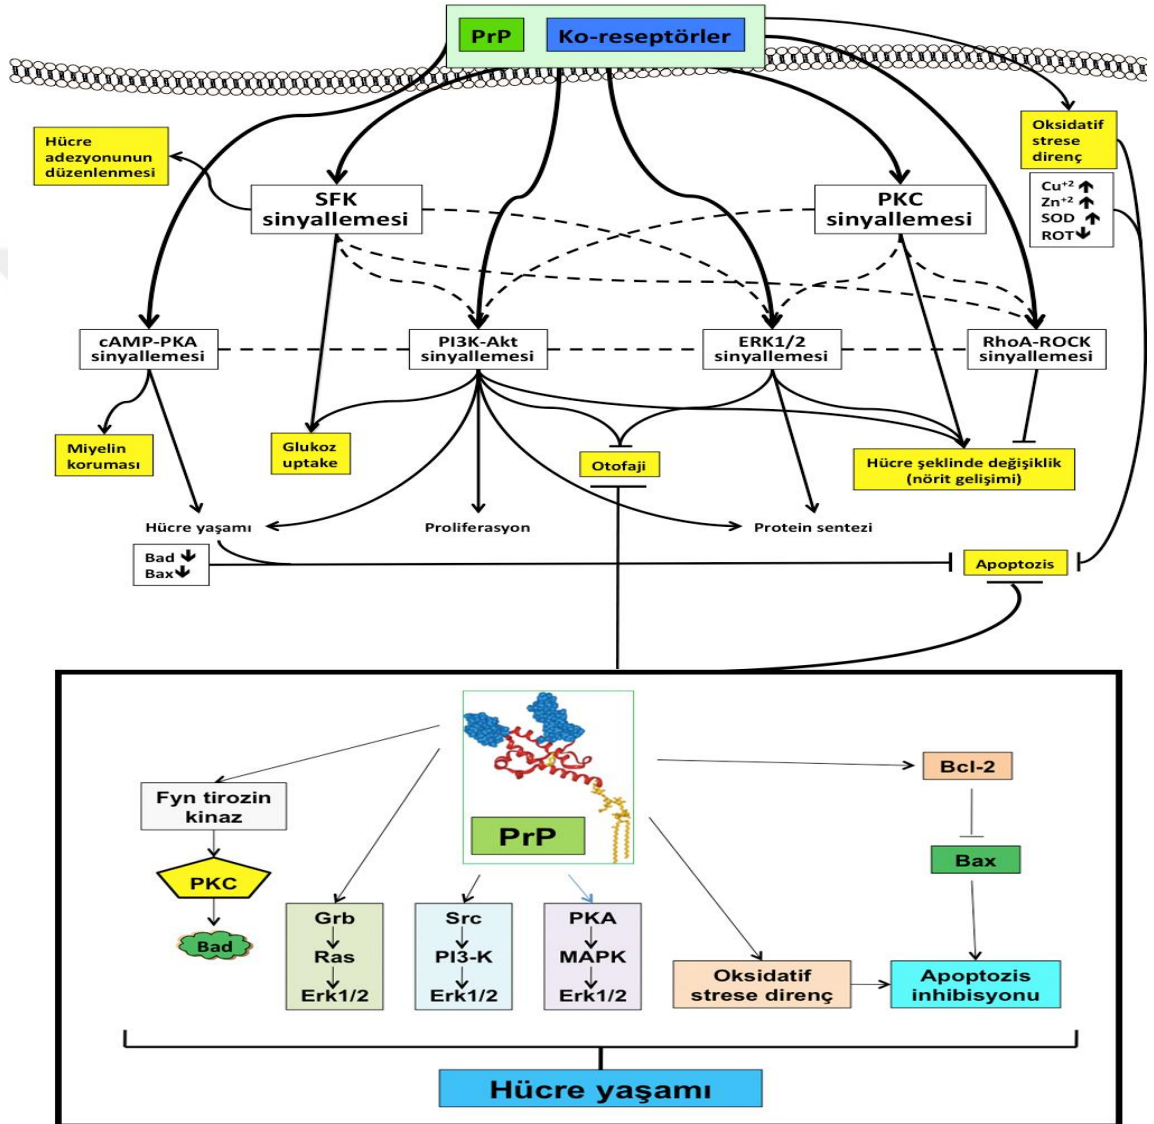 PrP
Ko-reseptörler
Hücre
adezyonunun
düzenlenmesi
Oksidatif
strese
direnç
Cu+2 ↑
Zn+2 ↑
SOD ↑
ROT ↓
SFK
sinyallemesi
PKC
sinyallemesi
cAMP-PKA
sinyallemesi
PI3K-Akt
sinyallemesi
ERK1/2
sinyallemesi
RhoA-ROCK
sinyallemesi
Miyelin
koruması
Glukoz
uptake
Otofaji
Hücre şeklinde değişiklik
(nörit gelişimi)
Hücre yaşamı
Proliferasyon
Protein sentezi
Bad ↓
Bax ↓
Apoptozis
PrP
Fyn tirozin
kinaz
PKC
Bad
Grb
Ras
Erk1/2
Src
PI3-K
Erk1/2
PKA
MAPK
Erk1/2
Bcl-2
Bax
Oksidatif
strese direnç
Apoptozis
inhibisyonu
Hücre yaşamı